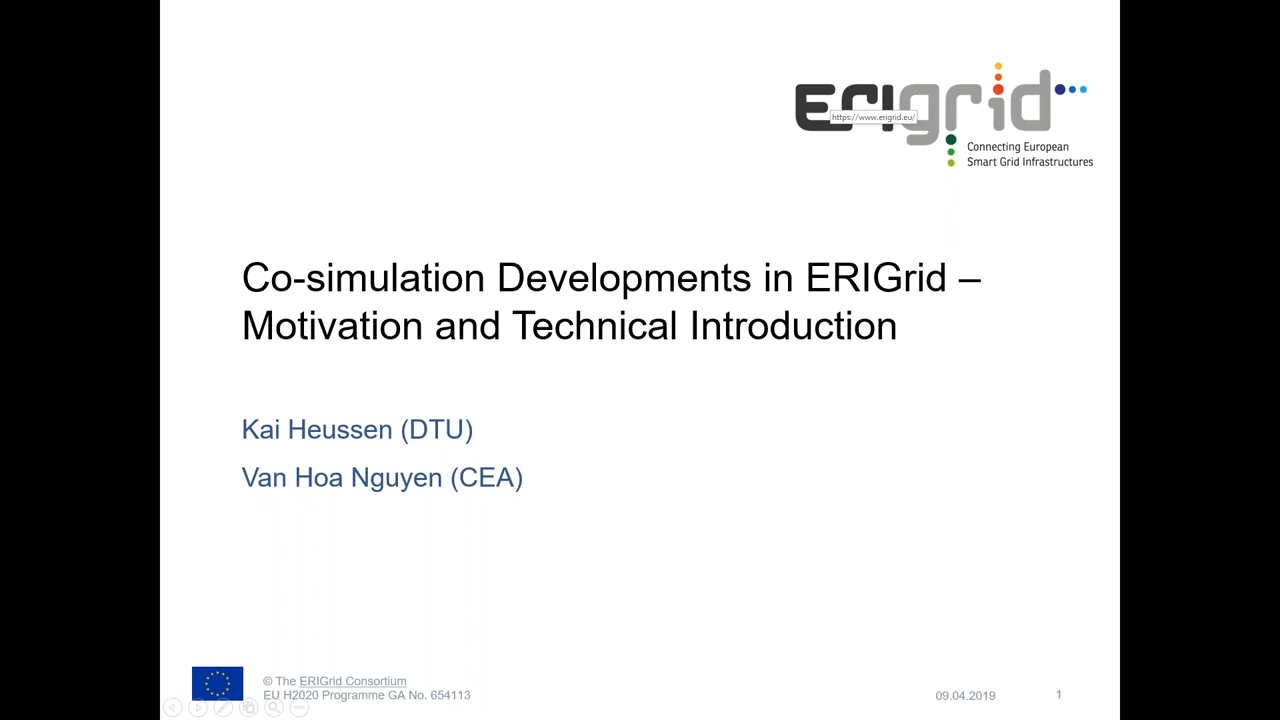 ERIgrid
https://www.erigrid.eu/
Connecting European
Smart Grid Infrastructures
Co-simulation Developments in ERIGrid –
Motivation and Technical Introduction
Kai Heussen (DTU)
Van Hoa Nguyen (CEA)
© The ERIGrid Consortium
EU H2020 Programme GA No. 654113
09.04.2019
1